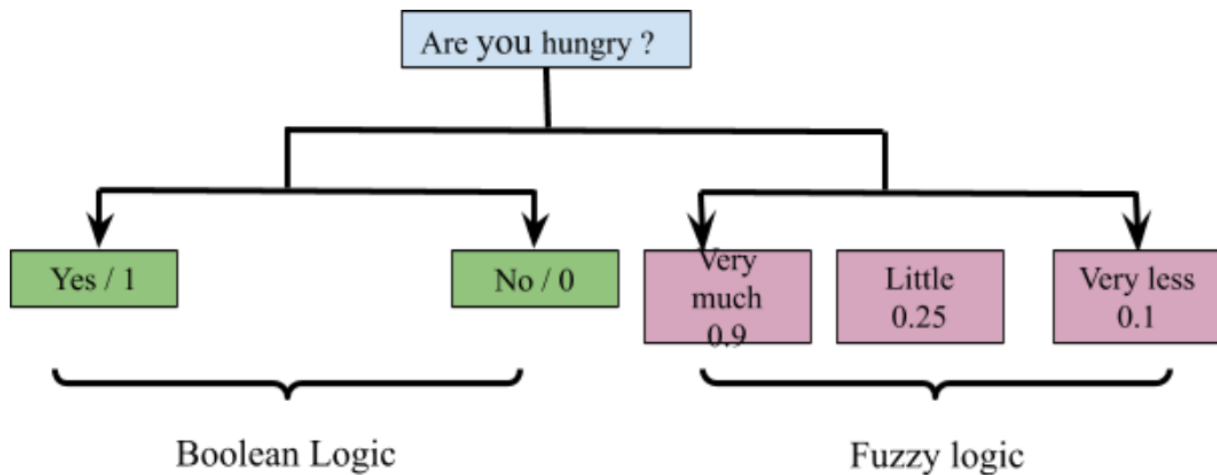 Are you hungry ?
Yes / 1
No / 0
Very
much
0.9
Little
0.25
Very less
0.1
Boolean Logic
Fuzzy logic